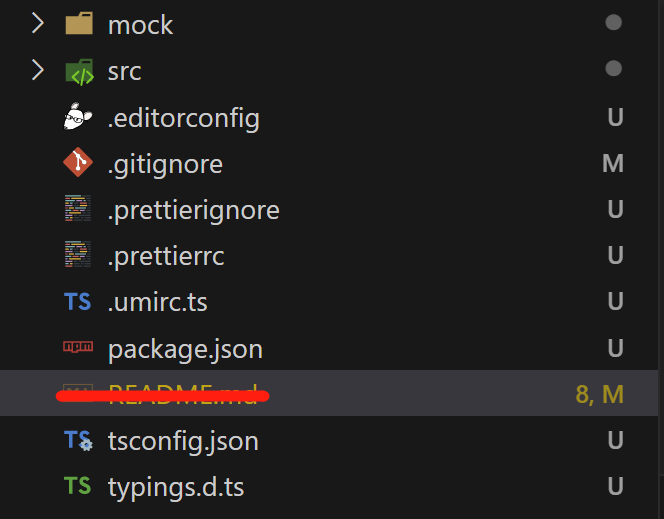 mock
src
.editorconfig U
.gitignore M
.prettierignore U
.prettierrc U
TS .umirc.ts U
package.json U
README.md 8, M
TS tsconfig.json U
TS typings.d.ts U